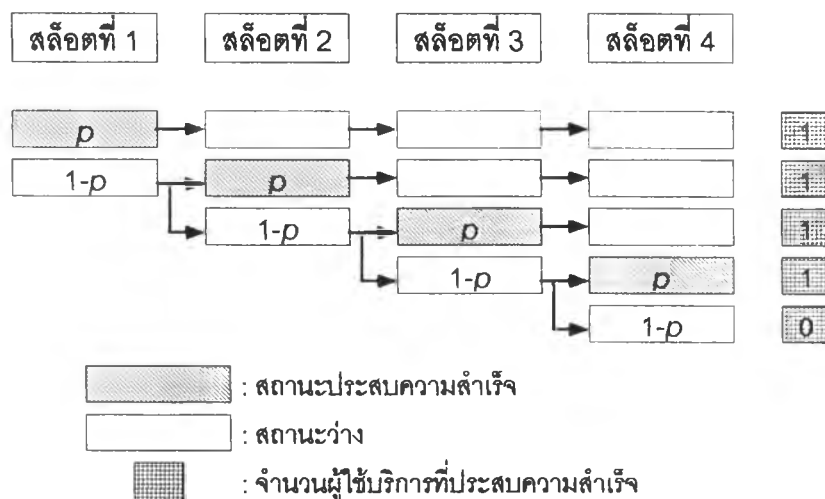 สล็อตที่ 1 สล็อตที่ 2 สล็อตที่ 3 สล็อตที่ 4
p 1
1-p p 1
1-p p 1
1-p p 1
1-p 0
: สถานะประสบความสำเร็จ
: สถานะว่าง
: จำนวนผู้ใช้บริการที่ประสบความสำเร็จ